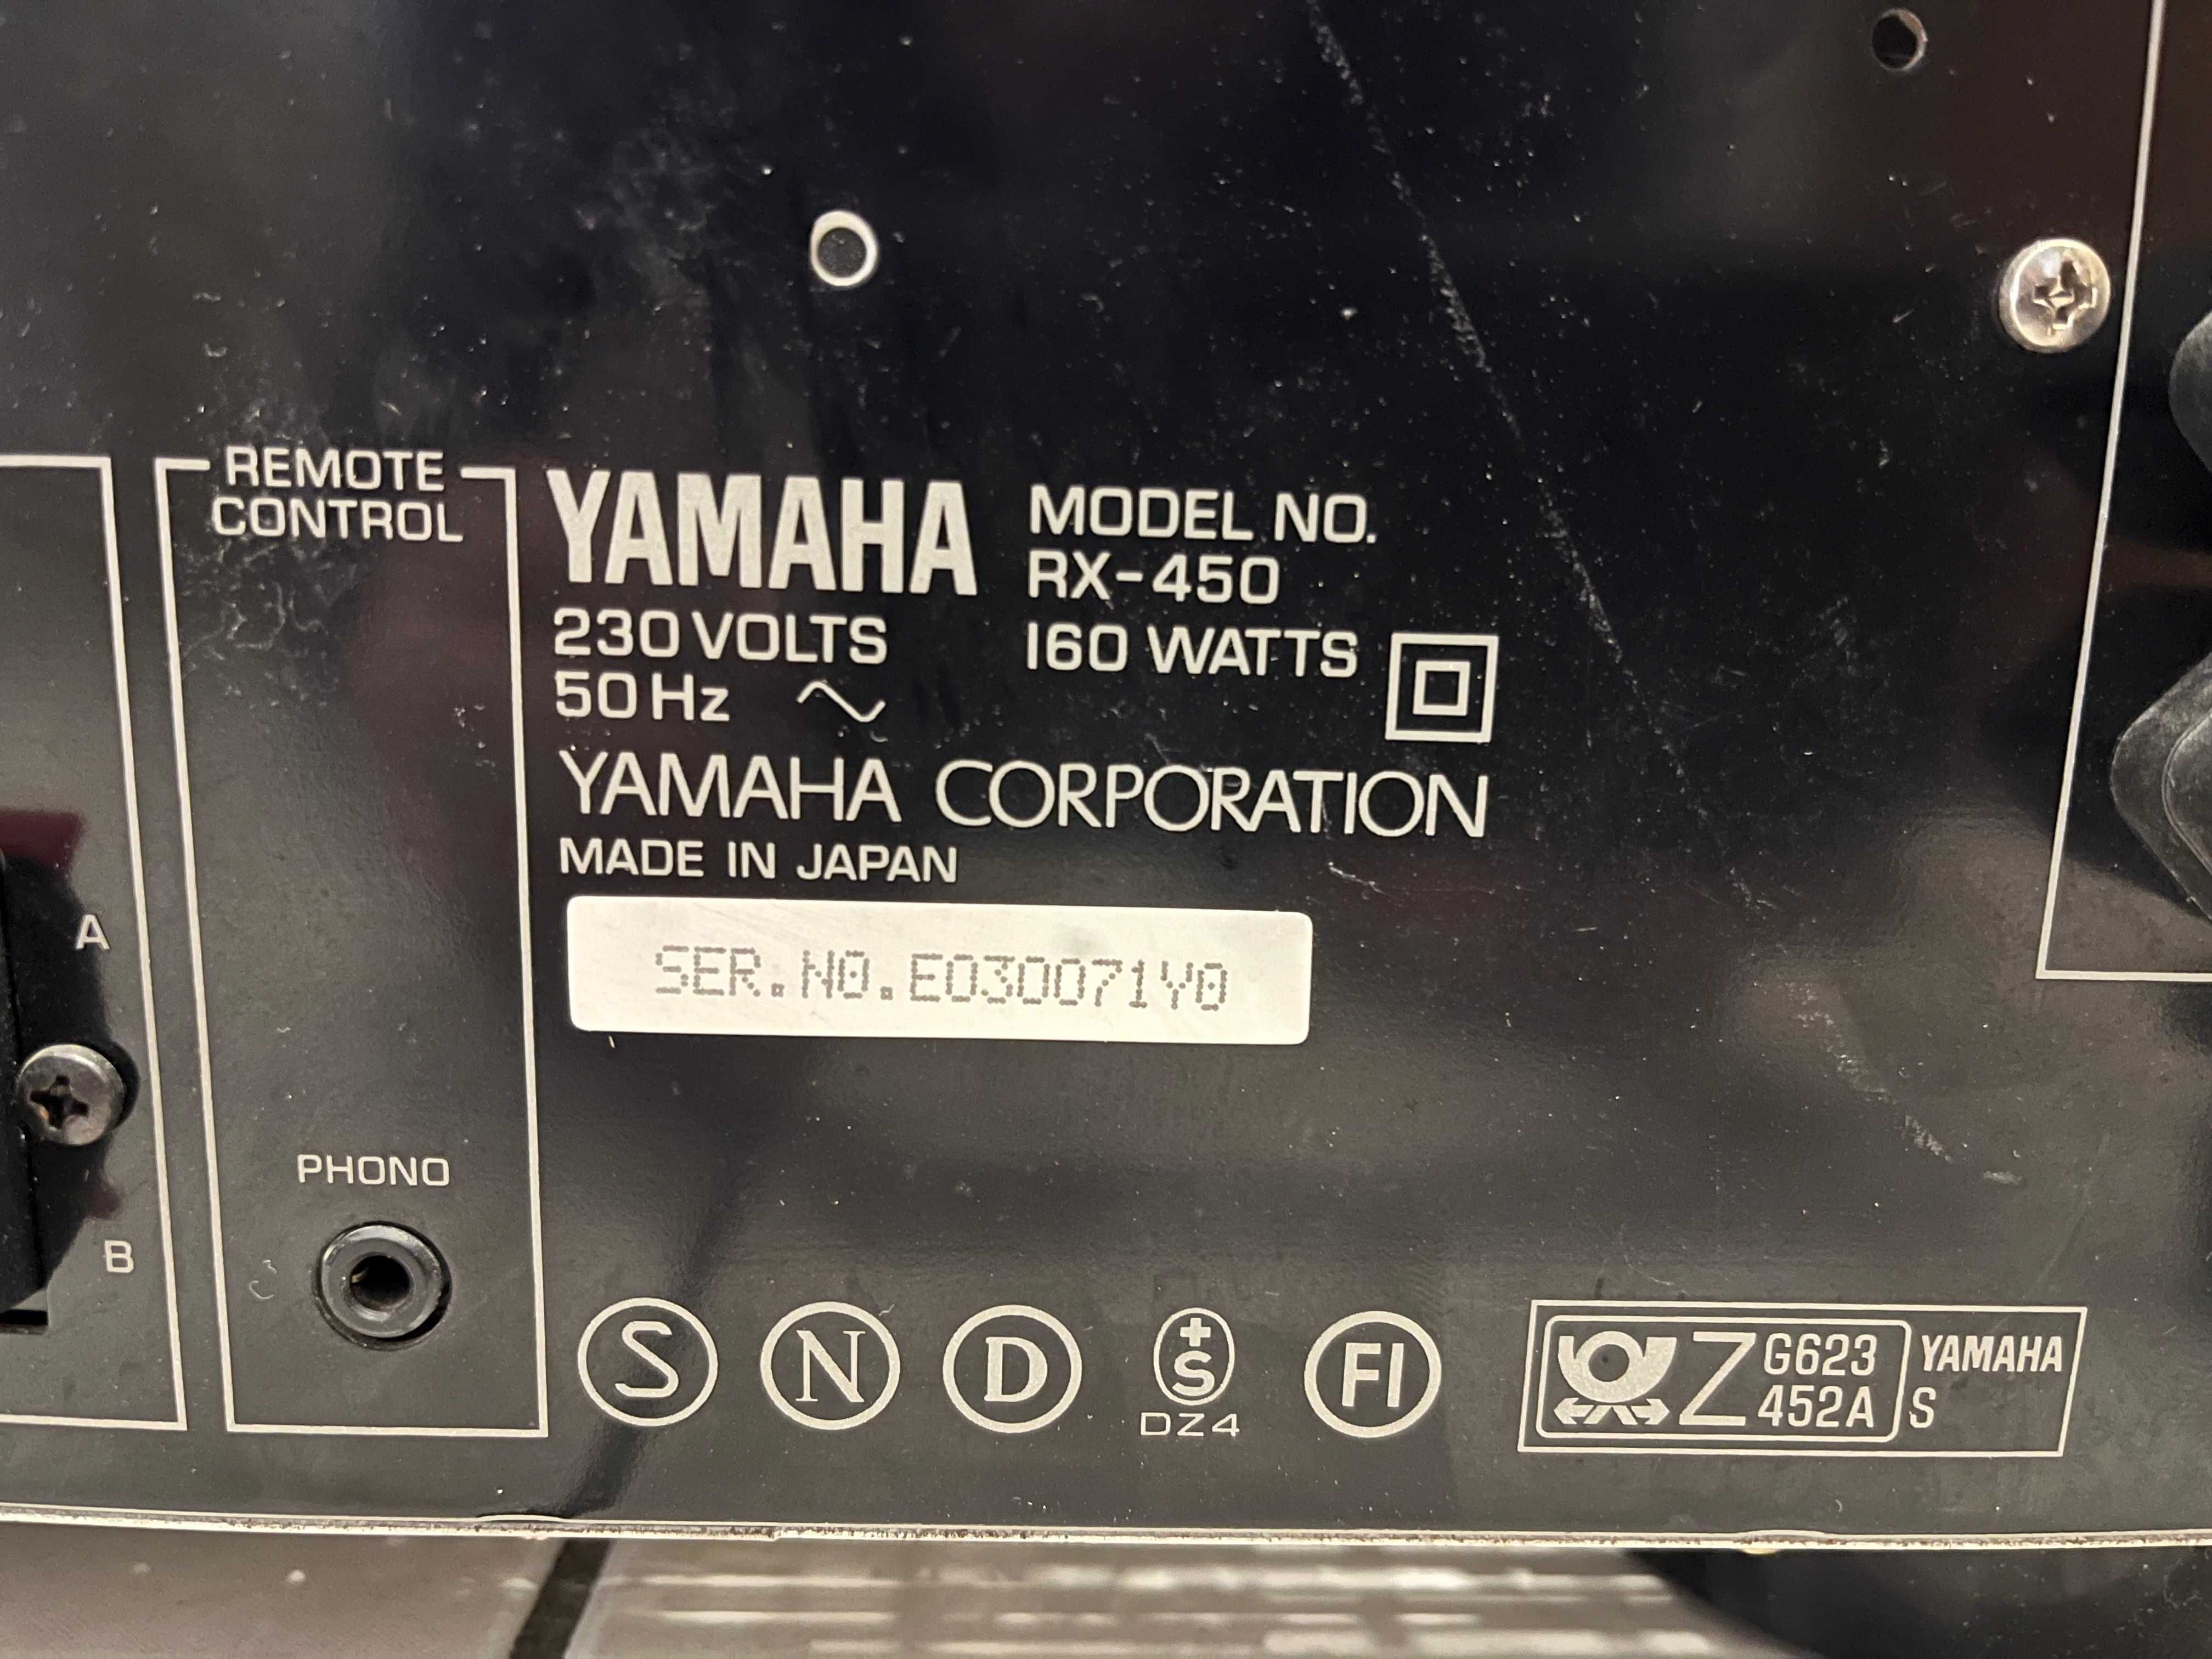 REMOTE
CONTROL
YAMAHA
MODEL NO.
RX-450
230 VOLTS
160 WATTS
50 Hz
YAMAHA CORPORATION
MADE IN JAPAN
SER.N0.E030071Y0
A
B
PHONO
S
N
D
+S
DZ4
FI
Z
G623
452A
YAMAHA
S